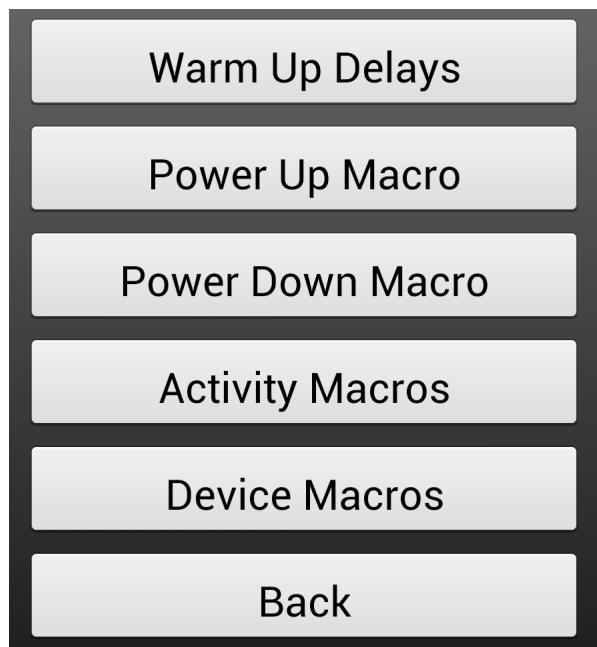 Warm Up Delays
Power Up Macro
Power Down Macro
Activity Macros
Device Macros
Back